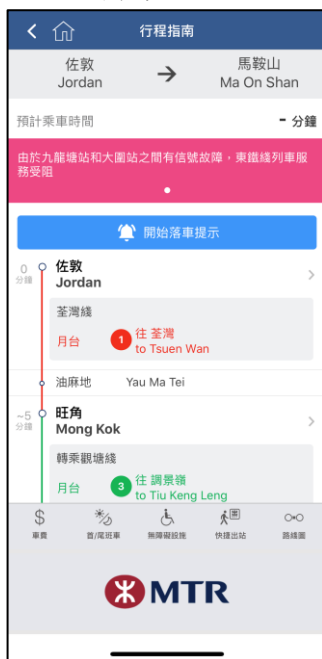 行程指南
佐敦
Jordan
馬鞍山
Ma On Shan
預計乘車時間
- 分鐘
由於九龍塘站和大圍站之間有信號故障，東鐵綫列車服
務受阻
開始落車提示
0
分鐘
佐敦
Jordan
荃灣綫
月台
1
往 荃灣
to Tsuen Wan
油麻地 Yau Ma Tei
~5
分鐘
旺角
Mong Kok
轉乘觀塘綫
月台
3
往 調景嶺
to Tiu Keng Leng
車費
首/尾班車
無障礙設施
快捷出站
路綫圖
MTR